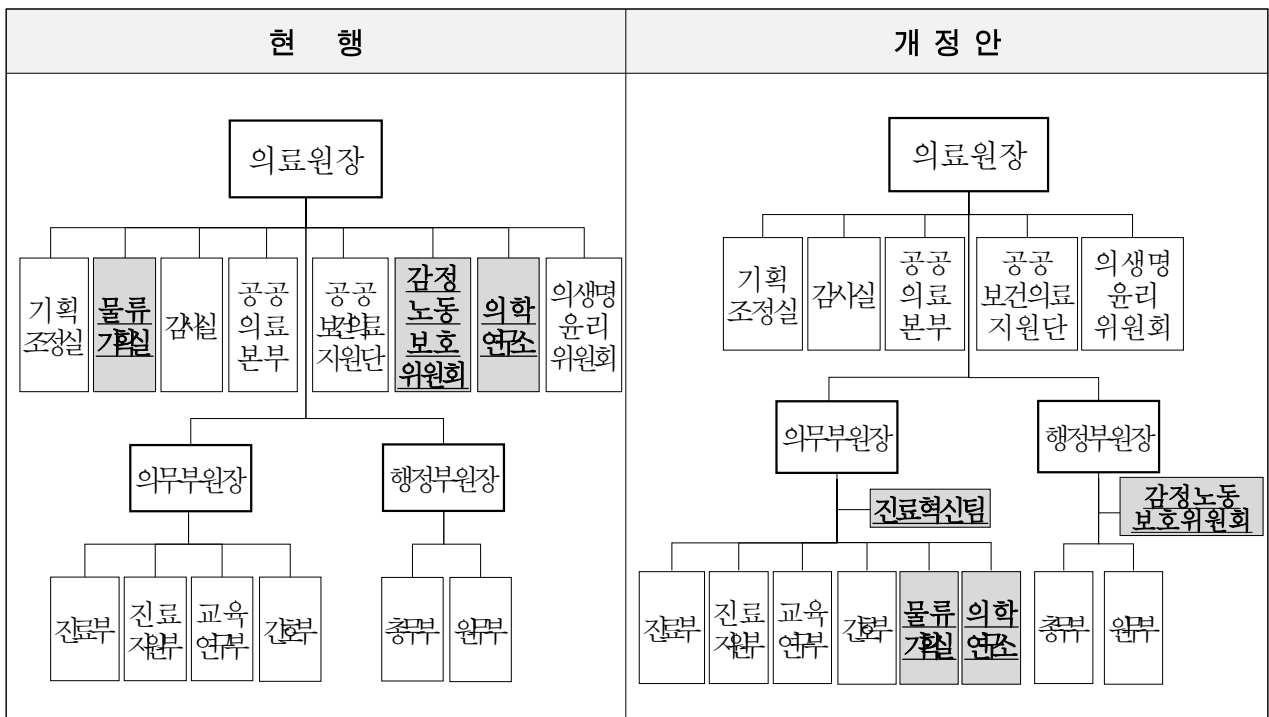 현 행
개 정 안
의료원장
기획
조정실
물류
기획실
감사실
공공
의료
본부
공공
보건의료
지원단
감정
노동
보호
위원회
의학
연구소
의생명
윤리
위원회
의무부원장
행정부원장
진료부
진료
지원부
교육
연구부
간호부
총무부
원무부
의료원장
기획
조정실
감사실
공공
의료
본부
공공
보건의료
지원단
의생명
윤리
위원회
의무부원장
행정부원장
진료혁신팀
감정노동
보호위원회
진료부
진료
지원부
교육
연구부
간호부
물류
기획실
의학
연구소
총무부
원무부